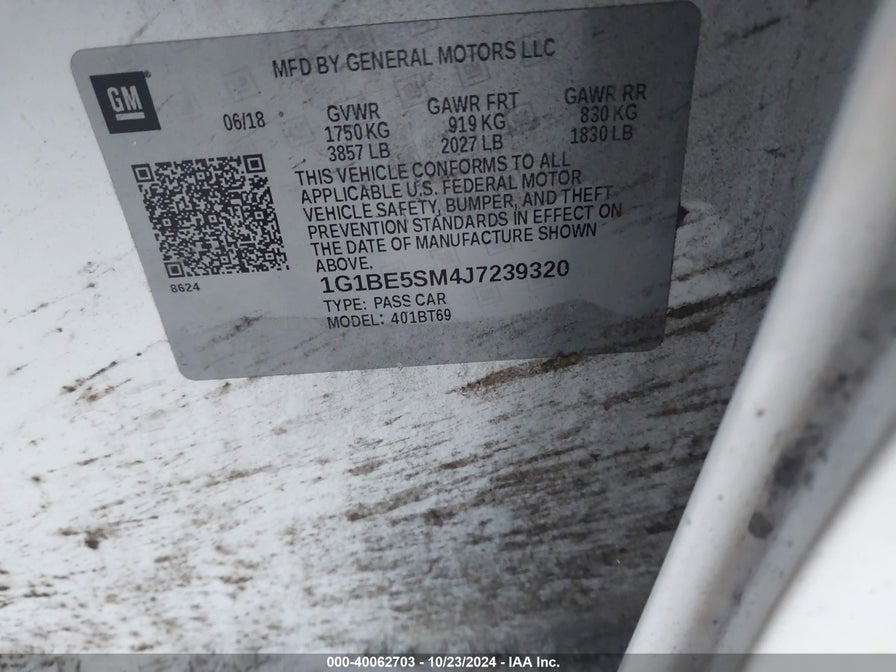 MFD BY GENERAL MOTORS LLC
GM
06/18
GVWR GAWR FRT GAWR RR
1750 KG 919 KG 830 KG
3857 LB 2027 LB 1830 LB
THIS VEHICLE CONFORMS TO ALL
APPLICABLE U.S. FEDERAL MOTOR
VEHICLE SAFETY, BUMPER, AND THEFT
PREVENTION STANDARDS IN EFFECT ON
THE DATE OF MANUFACTURE SHOWN
ABOVE.
8624
1G1BE5SM4J7239320
TYPE: PASS CAR
MODEL: 401BT69
000-40062703 - 10/23/2024 - IAA Inc.